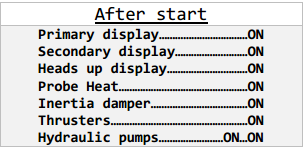 After start
Primary display……………………………ON
Secondary display………………………ON
Heads up display…………………………ON
Probe Heat…………………………………………ON
Inertia damper………………………………ON
Thrusters……………………………………………ON
Hydraulic pumps……………………ON…ON